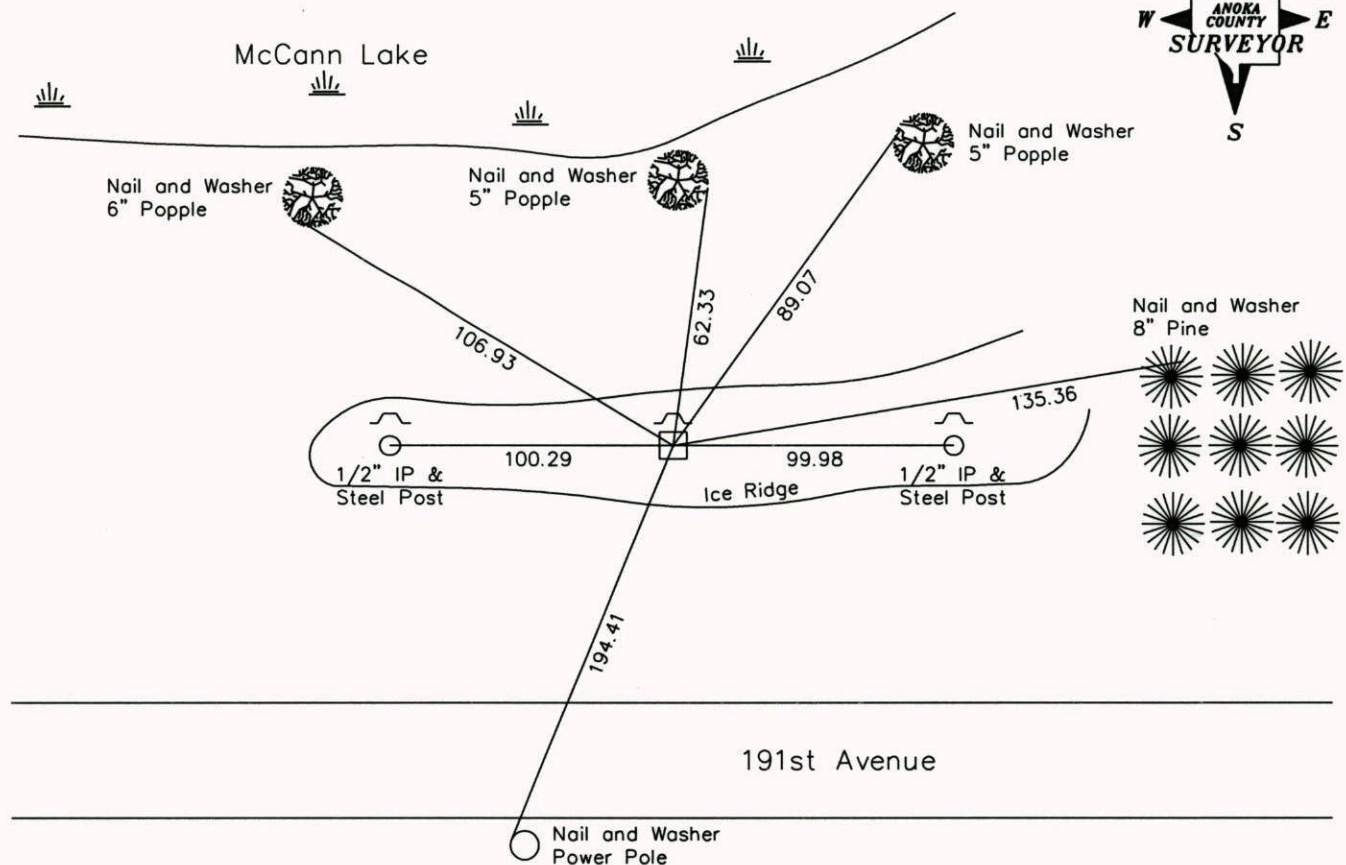 W
ANOKA
COUNTY
E
SURVEYOR
S
McCann Lake
Nail and Washer
6" Popple
Nail and Washer
5" Popple
Nail and Washer
5" Popple
Nail and Washer
8" Pine
106.93
62.33
89.07
135.36
100.29
99.98
1/2" IP &
Steel Post
Ice Ridge
1/2" IP &
Steel Post
194.41
191st Avenue
Nail and Washer
Power Pole